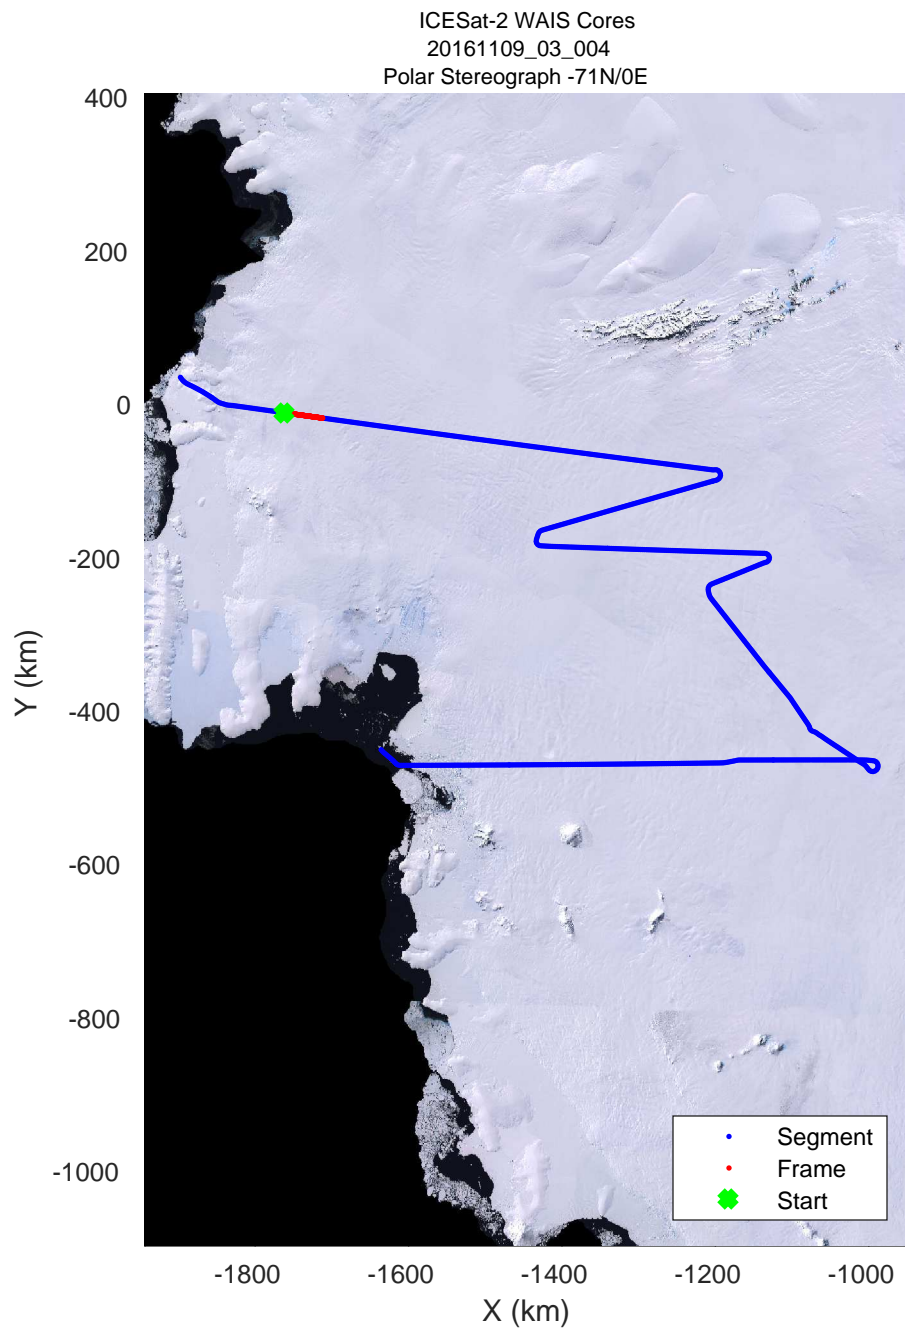 ICESat-2 WAIS Cores
20161109_03_004
Polar Stereograph -71N/0E
400
200
0
-200
-400
-600
-800
-1000
Y (km)
Segment
Frame
Start
-1800
-1600
-1400
-1200
-1000
X (km)